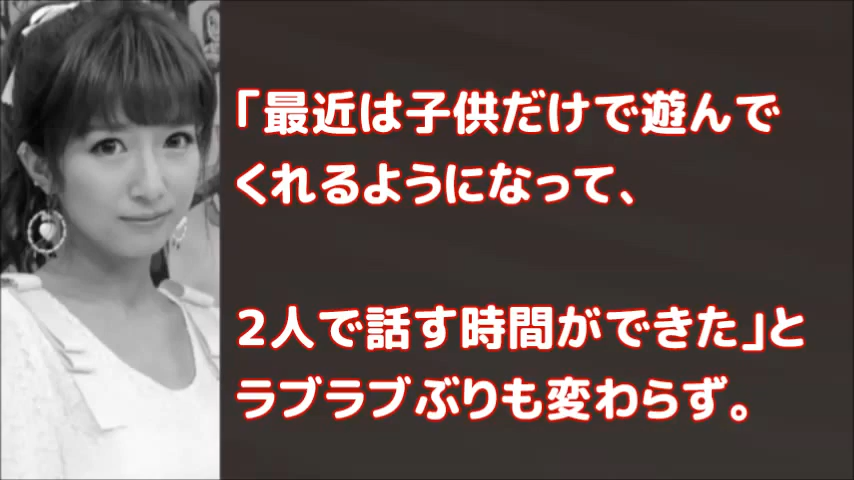 「最近は子供だけで遊んで
くれるようになって、
2人で話す時間ができた」と
ラブラブぶりも変わらず。